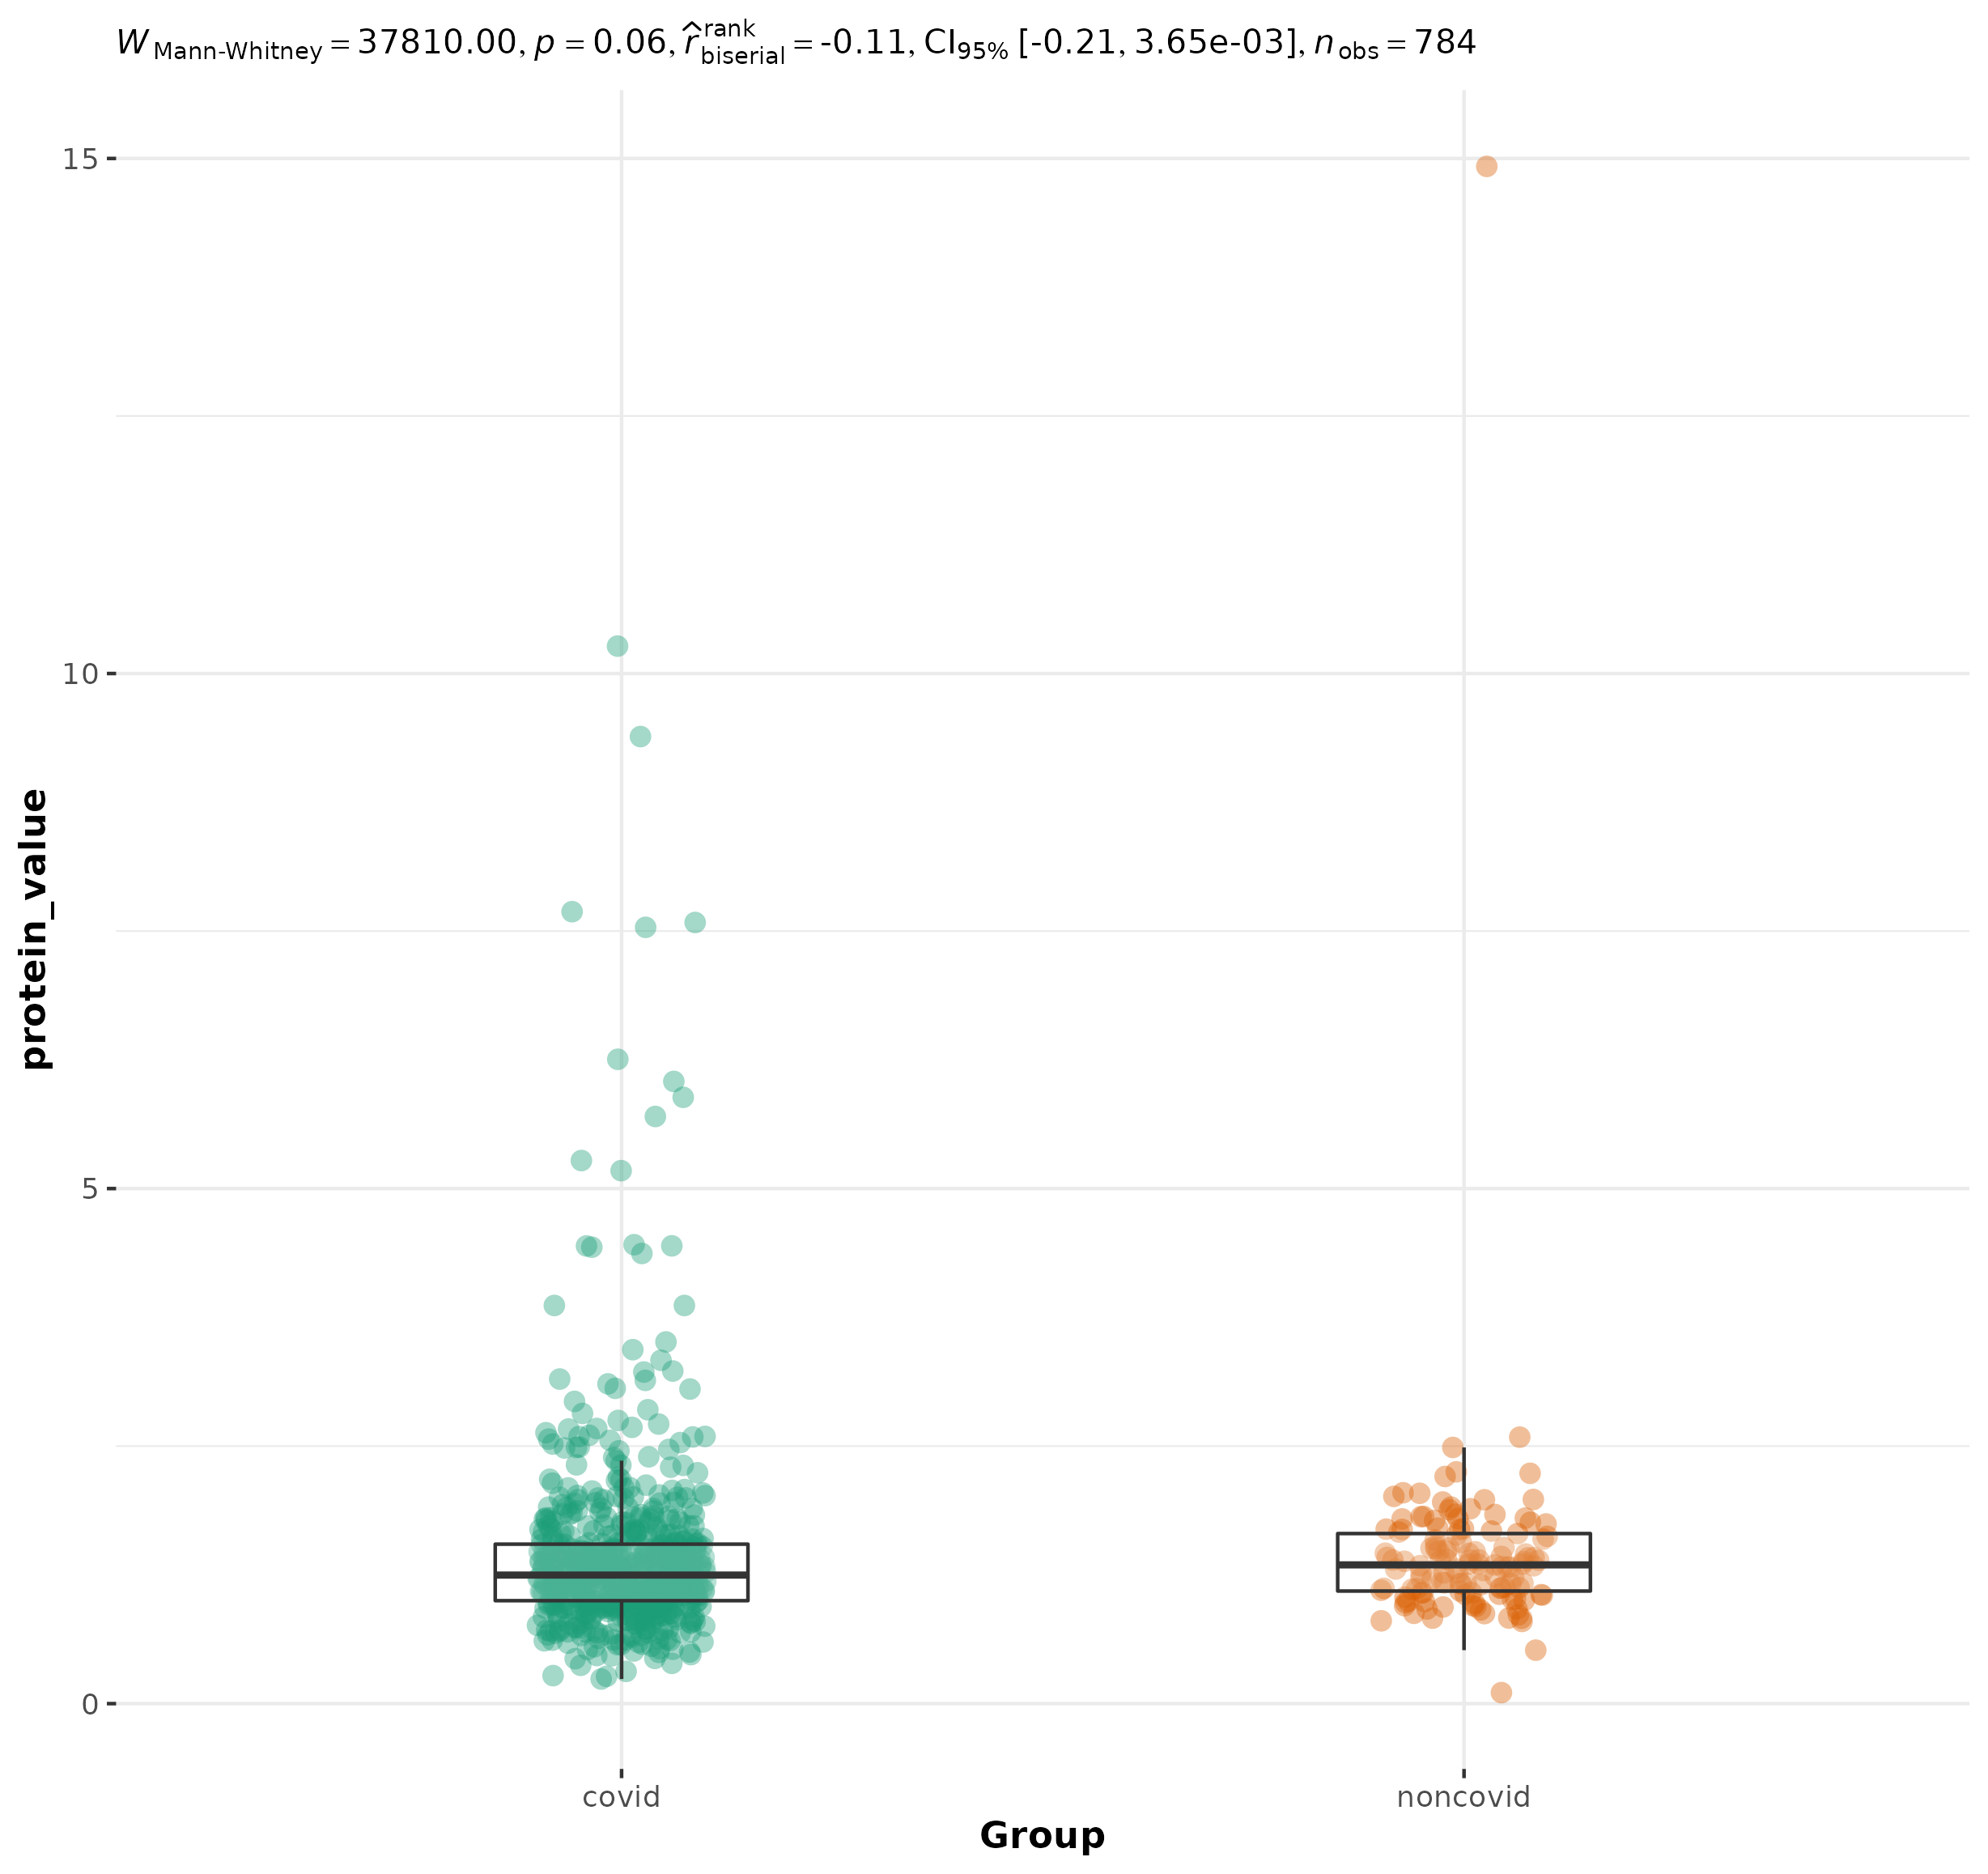 W Mann-Whitney = 37810.00, p = 0.06, r̂ rank biserial = -0.11, CI95% [-0.21, 3.65e-03], n obs = 784
15
10
5
0
protein_value
covid noncovid
Group